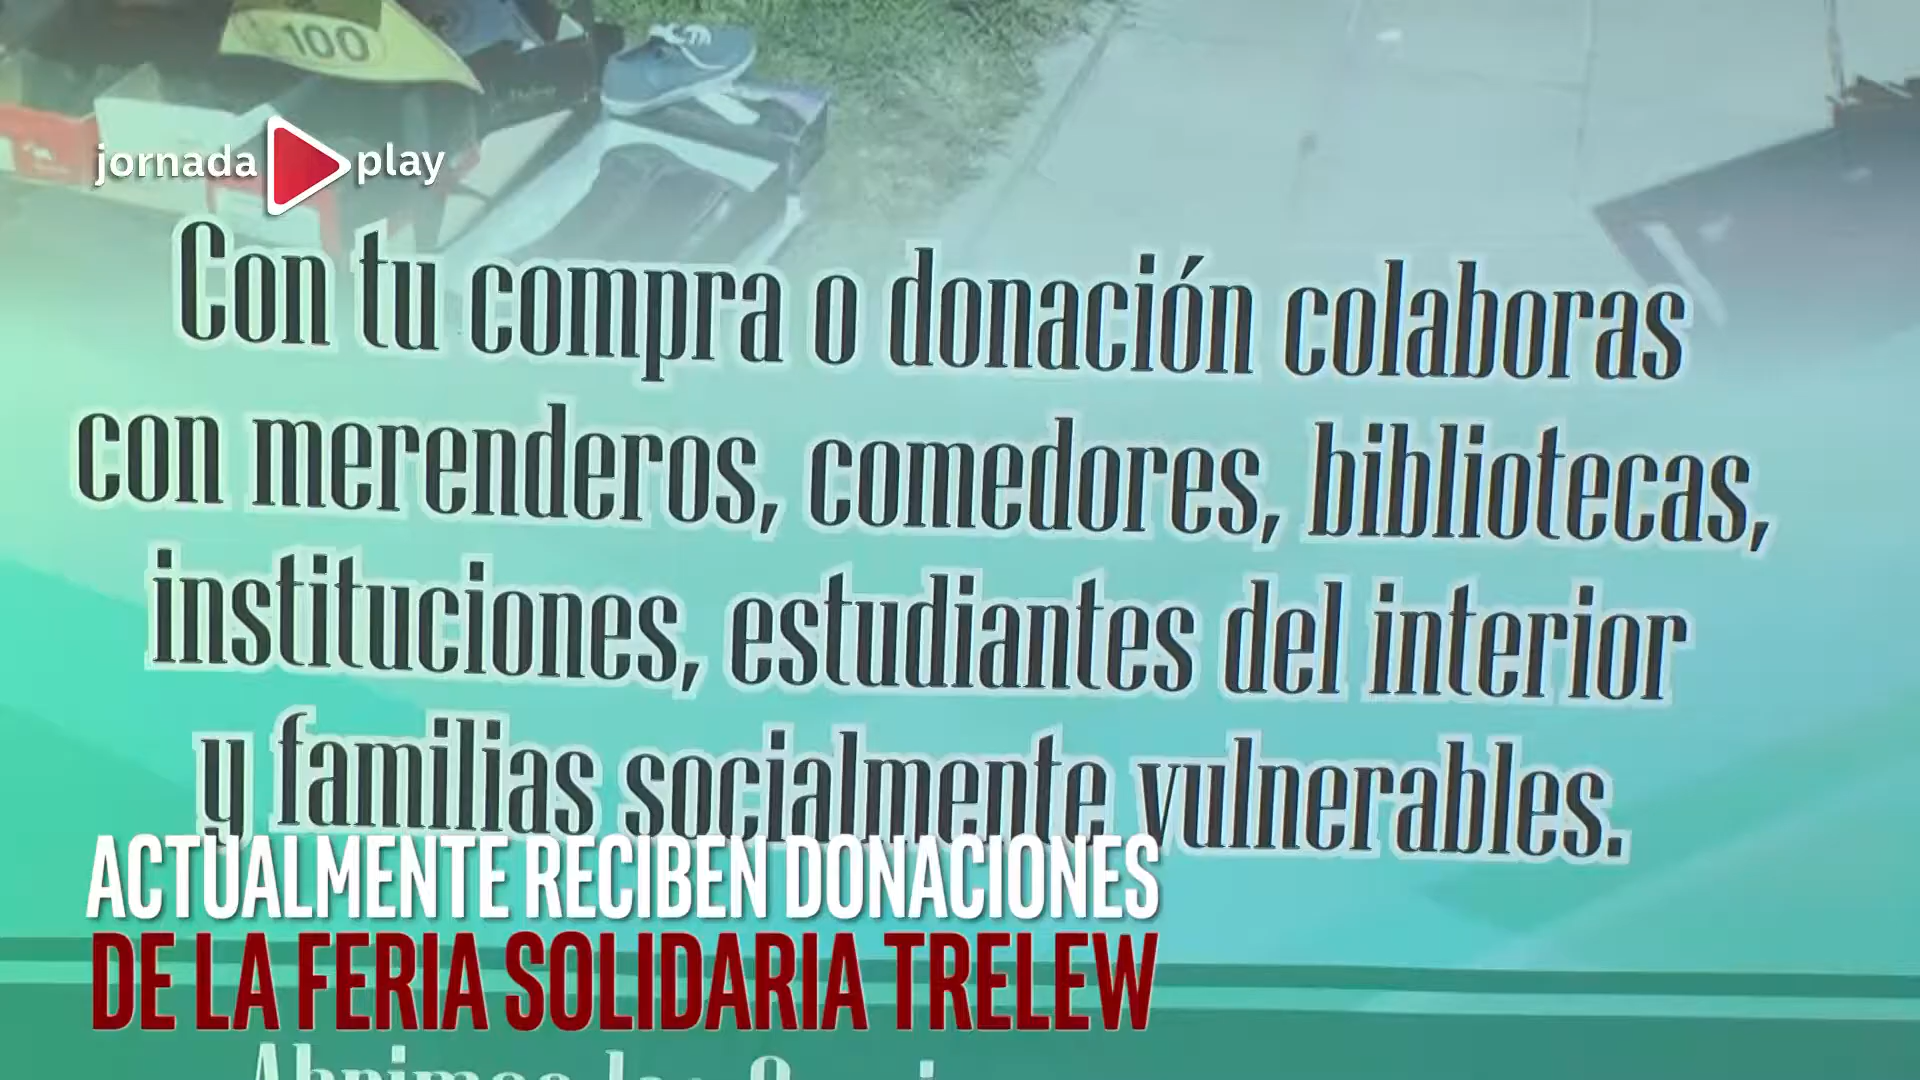 100
jornada play
Con tu compra o donación colaboras
con merenderos, comedores, bibliotecas,
instituciones, estudiantes del interior
y familias socialmente vulnerables.
ACTUALMENTE RECIBEN DONACIONES
DE LA FERIA SOLIDARIA TRELEW
Abrimos